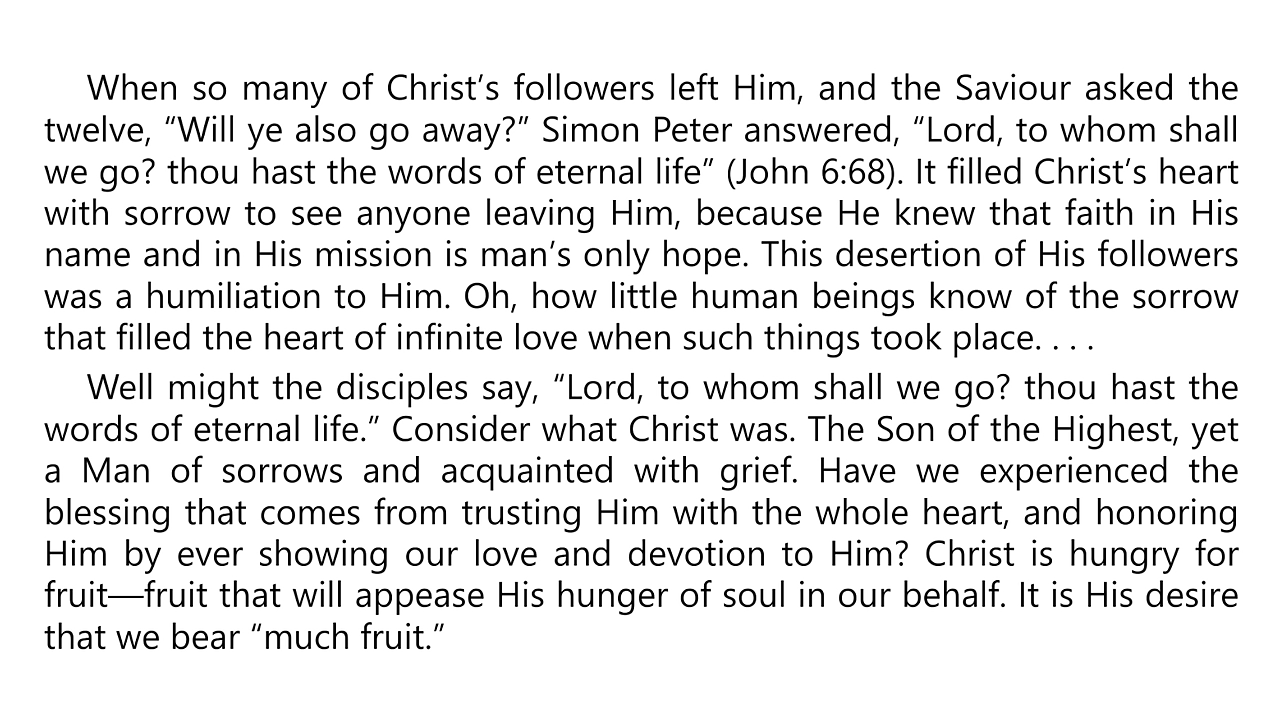 When so many of Christ’s followers left Him, and the Saviour asked the
twelve, “Will ye also go away?” Simon Peter answered, “Lord, to whom shall
we go? thou hast the words of eternal life” (John 6:68). It filled Christ’s heart
with sorrow to see anyone leaving Him, because He knew that faith in His
name and in His mission is man’s only hope. This desertion of His followers
was a humiliation to Him. Oh, how little human beings know of the sorrow
that filled the heart of infinite love when such things took place. . . .
Well might the disciples say, “Lord, to whom shall we go? thou hast the
words of eternal life.” Consider what Christ was. The Son of the Highest, yet
a Man of sorrows and acquainted with grief. Have we experienced the
blessing that comes from trusting Him with the whole heart, and honoring
Him by ever showing our love and devotion to Him? Christ is hungry for
fruit—fruit that will appease His hunger of soul in our behalf. It is His desire
that we bear “much fruit.”